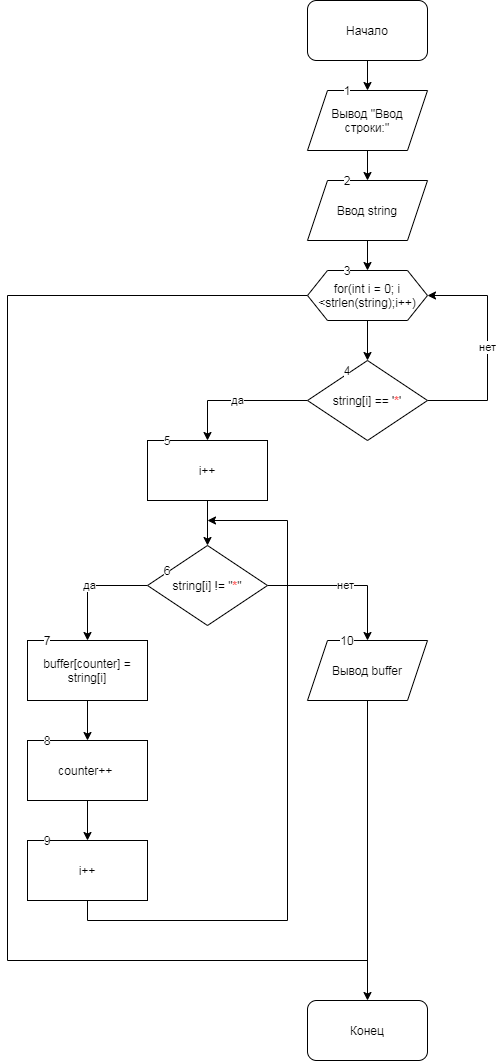 Начало
1
Вывод "Ввод
строки:"
2
Ввод string
3
for(int i = 0; i
<strlen(string);i++)
нет
4
string[i] == '*'
да
5
i++
6
string[i] != "*"
да
нет
7
buffer[counter] =
string[i]
10
Вывод buffer
8
counter++
9
i++
Конец